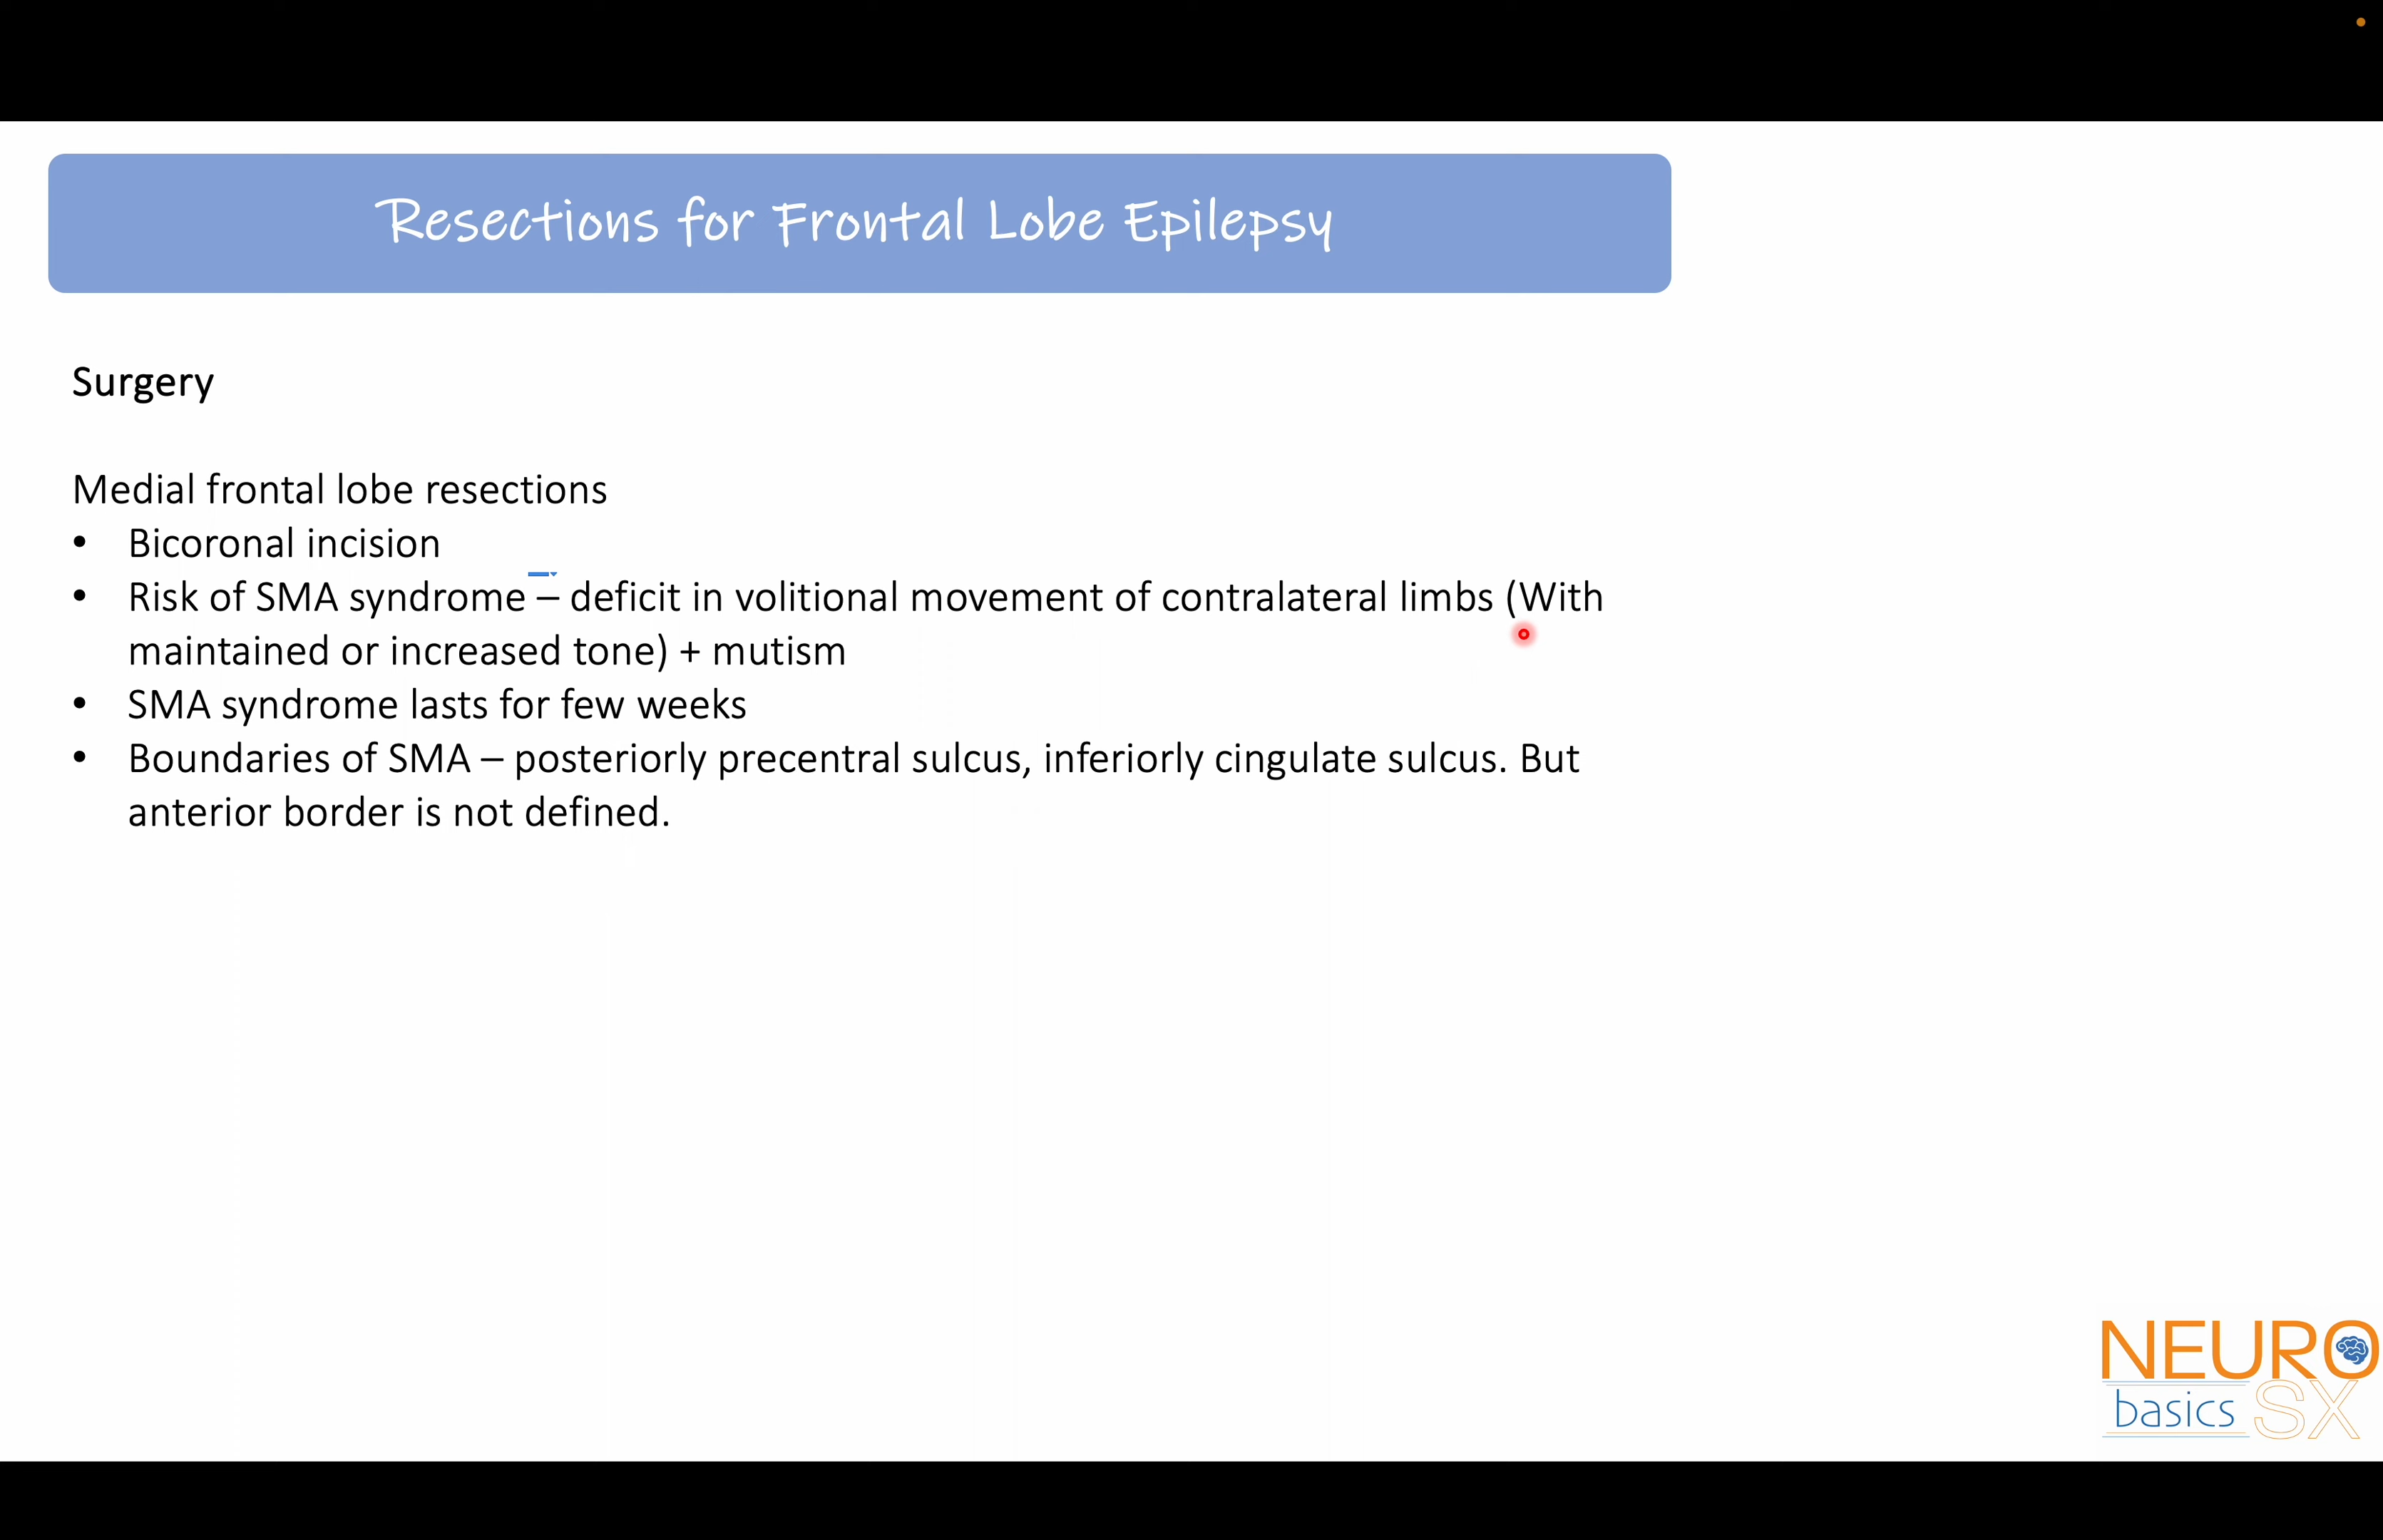 Resections for Frontal Lobe Epilepsy
Surgery
Medial frontal lobe resections
• Bicoronal incision
• Risk of SMA syndrome – deficit in volitional movement of contralateral limbs (With
maintained or increased tone) + mutism
• SMA syndrome lasts for few weeks
• Boundaries of SMA – posteriorly precentral sulcus, inferiorly cingulate sulcus. But
anterior border is not defined.
NEURO
basics SX